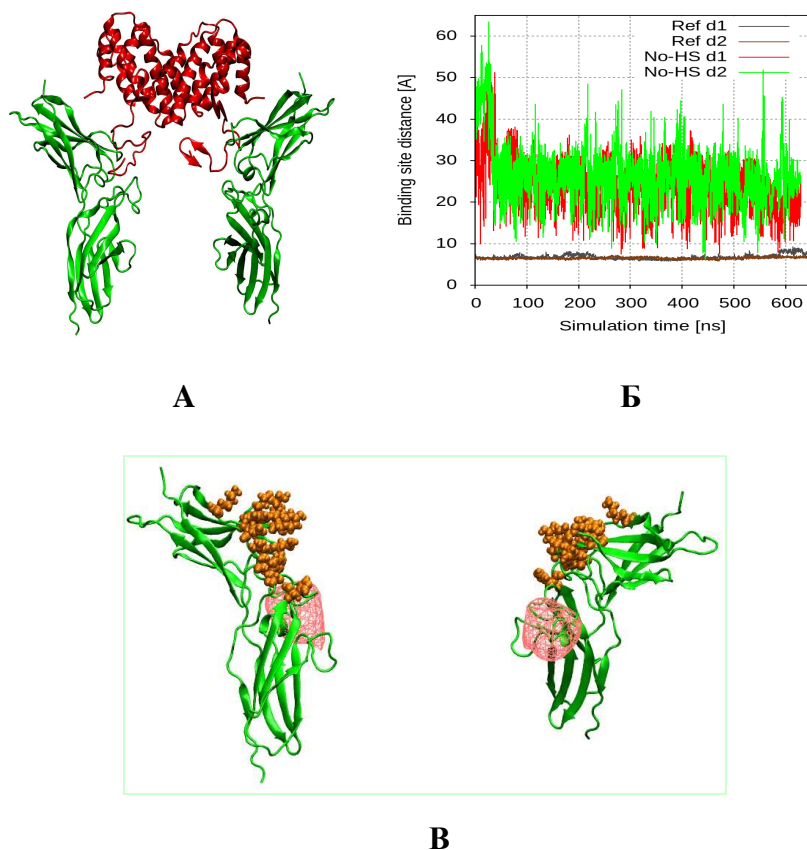 Ref d1
Ref d2
No-HS d1
No-HS d2
Binding site distance [A]
60
50
40
30
20
10
0
0 100 200 300 400 500 600
Simulation time [ns]
А
Б
В